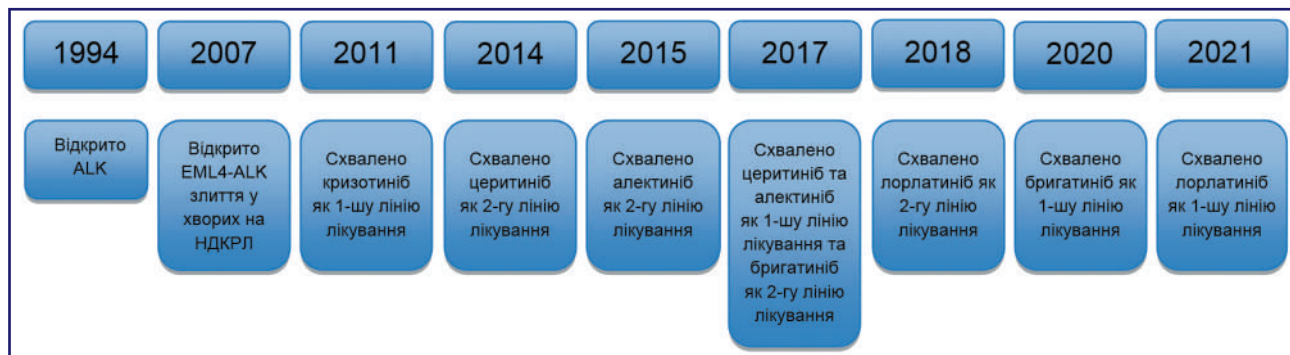 1994
2007
2011
2014
2015
2017
2018
2020
2021
Відкрито
ALK
Відкрито
EML4-ALK
злиття у
хворих на
НДКРЛ
Схвалено
кризотиніб
як 1-шу лінію
лікування
Схвалено
церитиніб
як 2-гу лінію
лікування
Схвалено
алектиніб
як 2-гу лінію
лікування
Схвалено
церитиніб та
алектиніб
як 1-шу лінію
лікування та
бригатиніб
як 2-гу лінію
лікування
Схвалено
лорлатиніб як
2-гу лінію
лікування
Схвалено
бригатиніб як
1-шу лінію
лікування
Схвалено
лорлатиніб
як 1-шу лінію
лікування